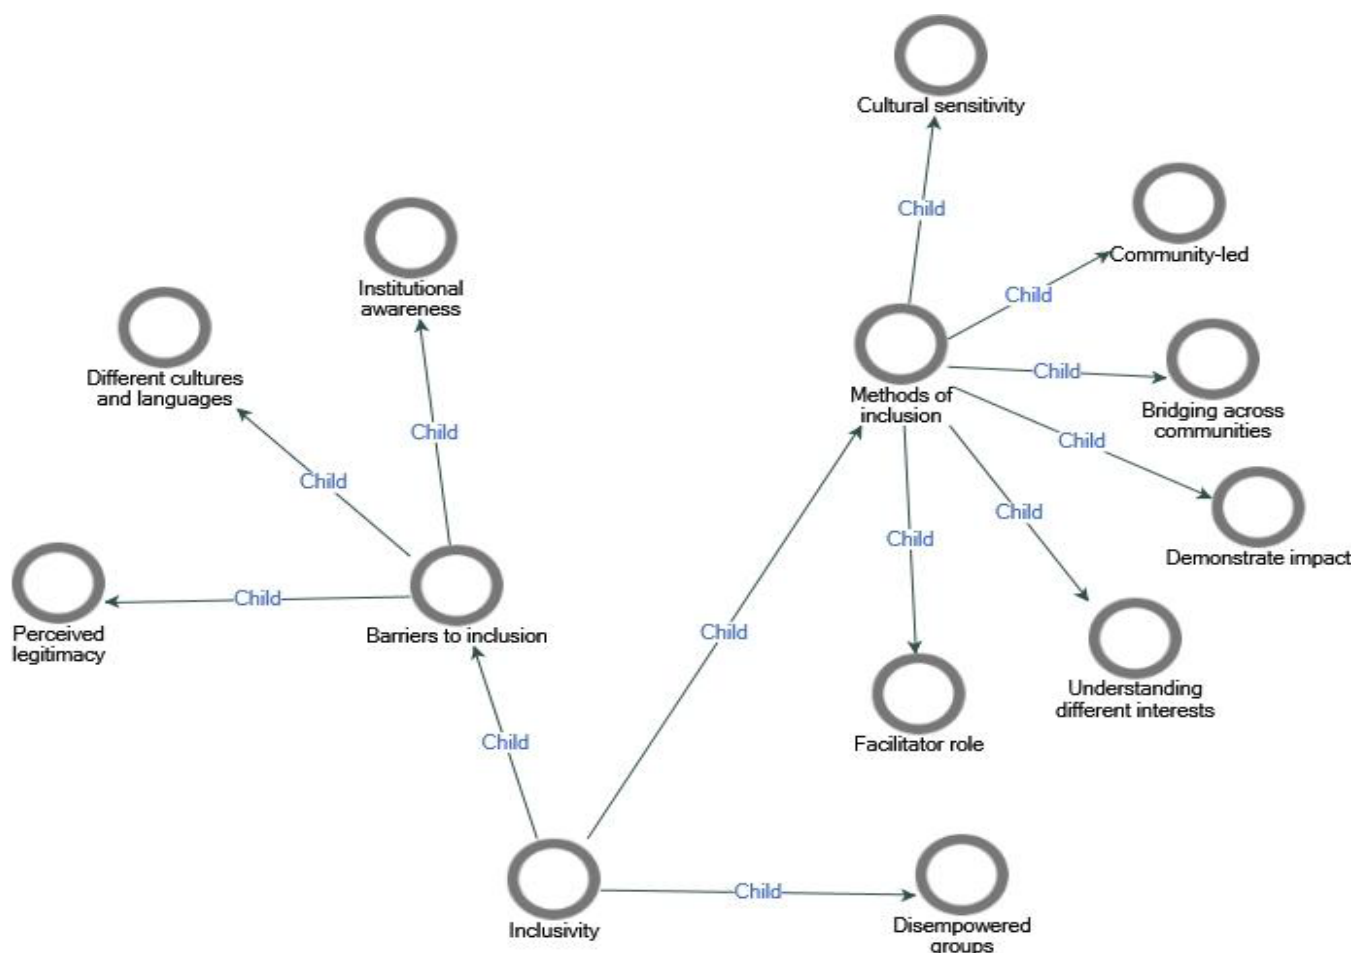 Cultural sensitivity
Child
Community-led
Child
Institutional
awareness
Different cultures
and languages
Child
Child
Methods of
inclusion
Child
Bridging across
communities
Child
Demonstrate impact
Child
Child
Understanding
different interests
Facilitator role
Child
Perceived
legitimacy
Barriers to inclusion
Child
Child
Inclusivity
Child
Disempowered
groups